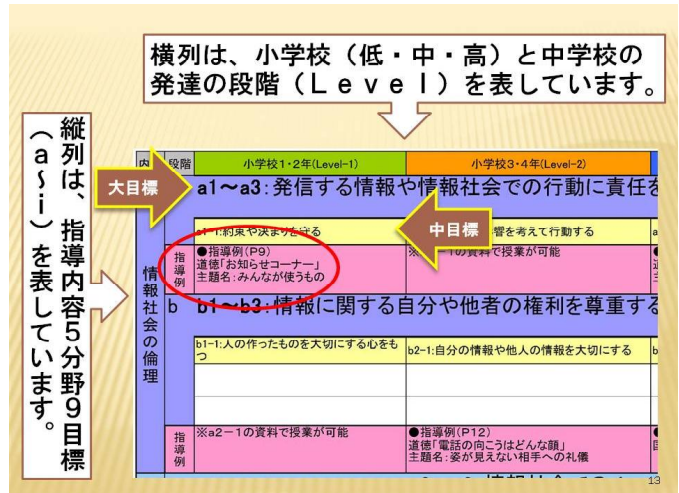 横列は、小学校（低・中・高）と中学校の
発達の段階（Ｌｅｖｅｌ）を表しています。
縦列は、指導内容5分野9目標
（a～i）を表しています。
段階
小学校1・2年(Level-1)
小学校3・4年(Level-2)
大目標
a1～a3:発信する情報や情報社会での行動に責任を
a1-1:約束や決まりを守る
中目標
響を考えて行動する
指導例
●指導例(P9)
道徳「お知らせコーナー」
主題名:みんなが使うもの
1の資料で授業が可能
情報社会の倫理
b
b1～b3:情報に関する自分や他者の権利を尊重する
b1-1:人の作ったものを大切にする心をも
つ
b2-1:自分の情報や他人の情報を大切にする
指導例
※a2－1の資料で授業が可能
●指導例(P12)
道徳「電話の向こうはどんな顔」
主題名:姿が見えない相手への礼儀
13